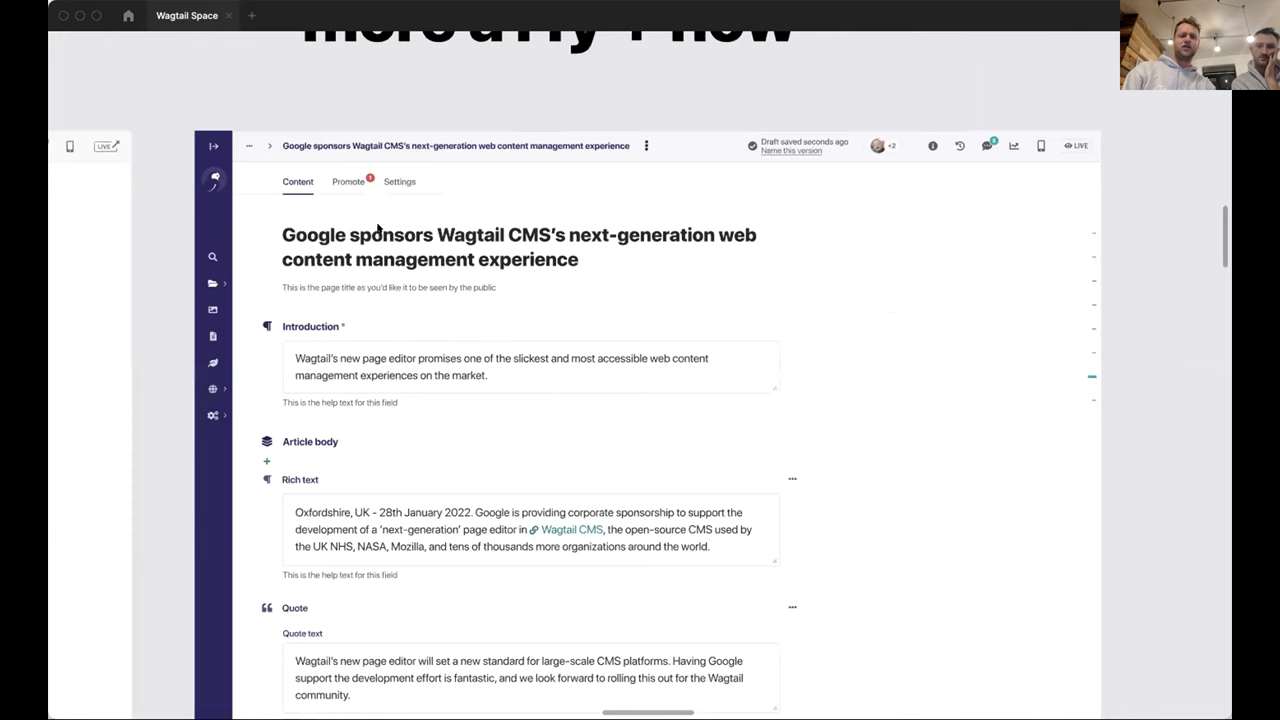 Wagtail Space
more airy + new
LIVE
Google sponsors Wagtail CMS's next-generation web content management experience
Draft saved seconds ago
Name this version
+2
LIVE
Content
Promote
1
Settings
Google sponsors Wagtail CMS's next-generation web
content management experience
This is the page title as you'd like it to be seen by the public
Introduction *
Wagtail's new page editor promises one of the slickest and most accessible web content
management experiences on the market.
This is the help text for this field
Article body
Rich text
Oxfordshire, UK - 28th January 2022. Google is providing corporate sponsorship to support the
development of a 'next-generation' page editor in Wagtail CMS, the open-source CMS used by
the UK NHS, NASA, Mozilla, and tens of thousands more organizations around the world.
This is the help text for this field
Quote
Quote text
Wagtail's new page editor will set a new standard for large-scale CMS platforms. Having Google
support the development effort is fantastic, and we look forward to rolling this out for the Wagtail
community.